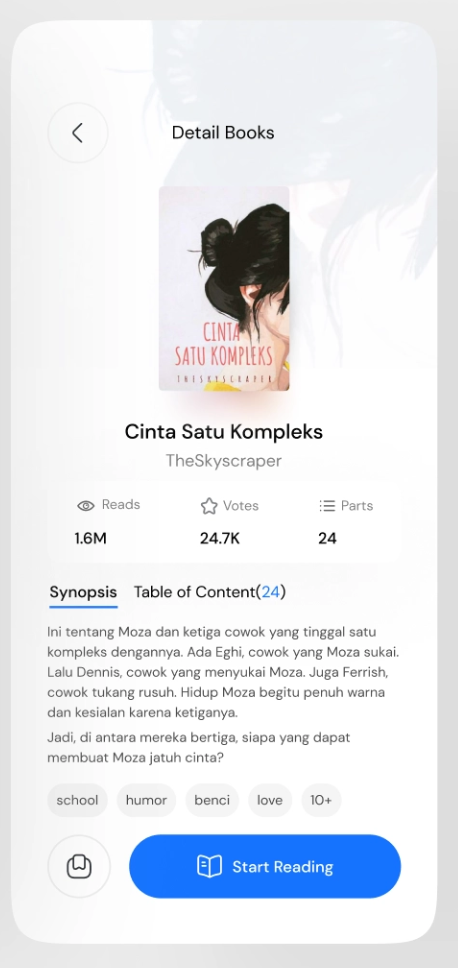 Detail Books
CINTA
SATU KOMPLEKS
THESKYSCRAPER
Cinta Satu Kompleks
TheSkyscraper
Reads Votes Parts
1.6M 24.7K 24
Synopsis Table of Content(24)
Ini tentang Moza dan ketiga cowok yang tinggal satu
kompleks dengannya. Ada Eghi, cowok yang Moza sukai.
Lalu Dennis, cowok yang menyukai Moza. Juga Ferrish,
cowok tukang rusuh. Hidup Moza begitu penuh warna
dan kesialan karena ketiganya.
Jadi, di antara mereka bertiga, siapa yang dapat
membuat Moza jatuh cinta?
school humor benci love 10+
Start Reading